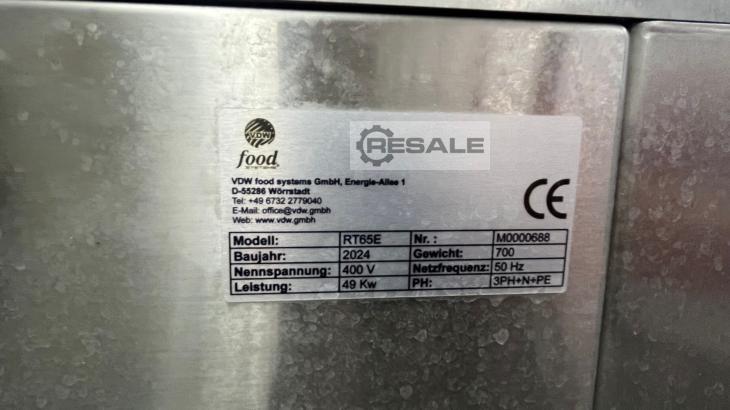 VDW
food
SYSTEMS
RESALE
VDW food systems GmbH, Energie-Allee 1
D-55286 Wörrstadt
Tel: +49 6732 2779040
E-Mail: office@vdw.gmbh
Web: www.vdw.gmbh
CE
Modell: RT65E Nr. : M0000688
Baujahr: 2024 Gewicht: 700
Nennspannung: 400 V Netzfrequenz: 50 Hz
Leistung: 49 Kw PH: 3PH+N+PE